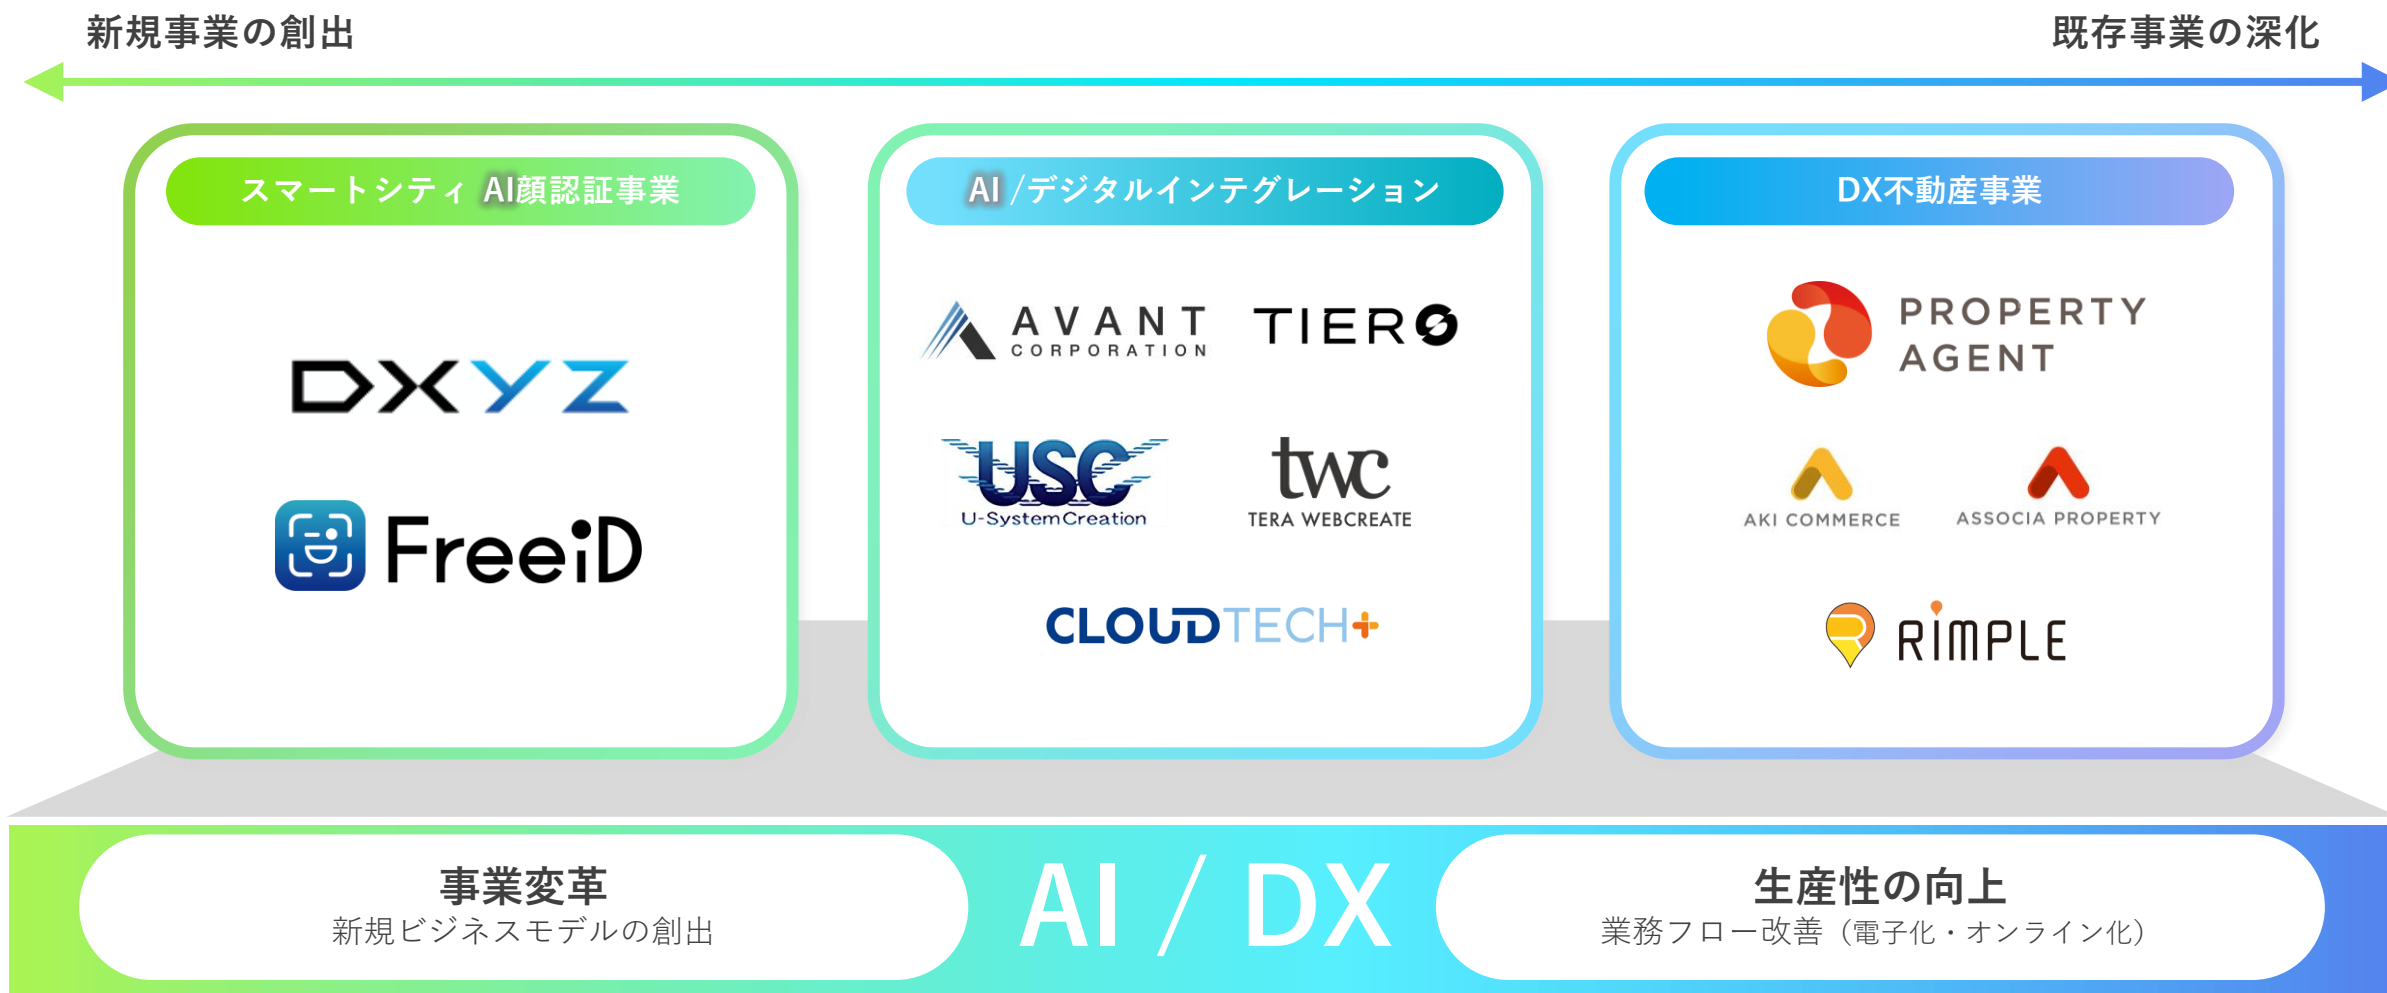 新規事業の創出
既存事業の深化
スマートシティ AI顔認証事業
DXYZ
FreeiD
AI /デジタルインテグレーション
AVANT
CORPORATION
TIERS
USC
U-SystemCreation
twc
TERA WEBCREATE
CLOUDTECH+
DX不動産事業
PROPERTY
AGENT
AKI COMMERCE
ASSOCIA PROPERTY
RIMPLE
事業変革
新規ビジネスモデルの創出
AI / DX
生産性の向上
業務フロー改善（電子化・オンライン化）